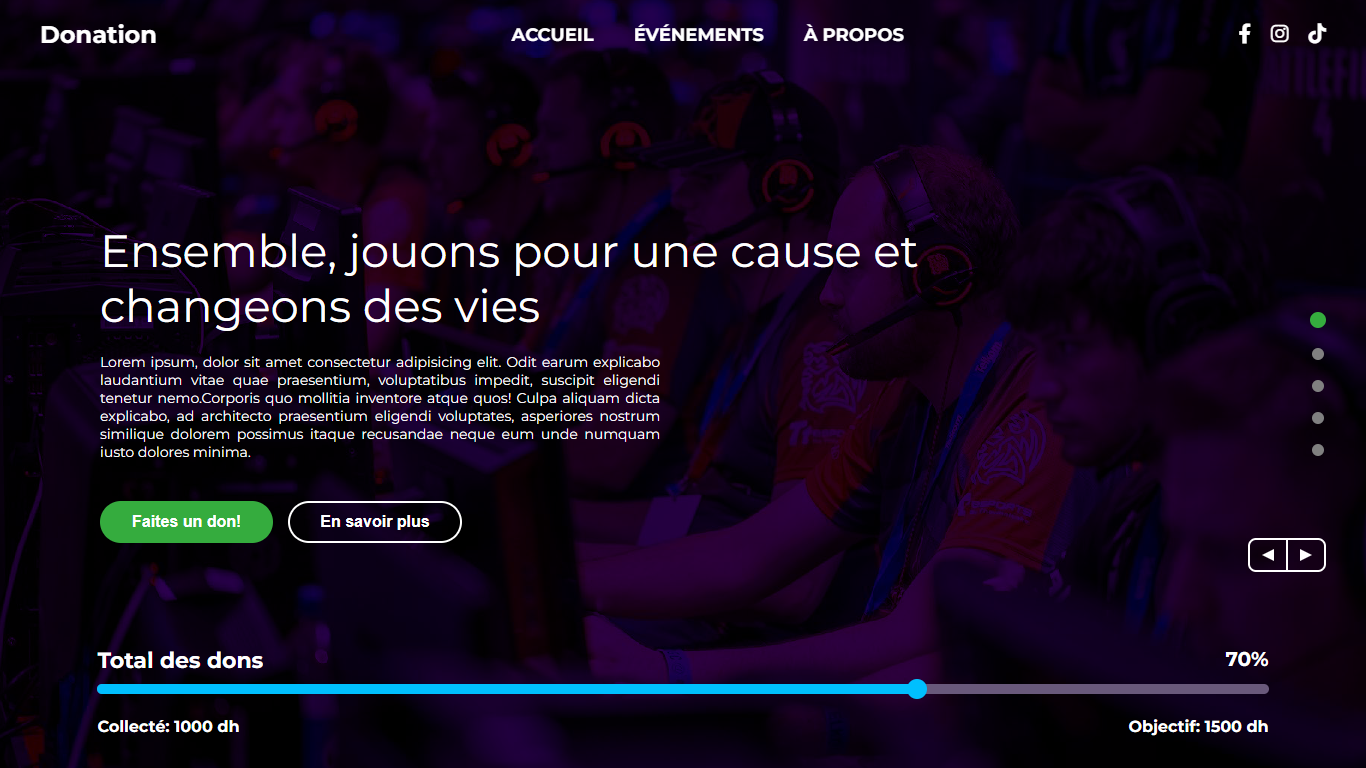 Donation
ACCUEIL
ÉVÉNEMENTS
À PROPOS
Ensemble, jouons pour une cause et
changeons des vies
Lorem ipsum, dolor sit amet consectetur adipisicing elit. Odit earum explicabo
laudantium vitae quae praesentium, voluptatibus impedit, suscipit eligendi
tenetur nemo.Corporis quo mollitia inventore atque quos! Culpa aliquam dicta
explicabo, ad architecto praesentium eligendi voluptates, asperiores nostrum
similique dolorem possimus itaque recusandae neque eum unde numquam
iusto dolores minima.
Faites un don!
En savoir plus
Total des dons
70%
Collecté: 1000 dh
Objectif: 1500 dh